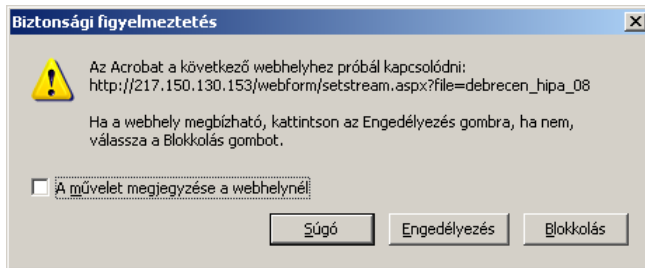 Biztonsági figyelmeztetés
Az Acrobat a következő webhelyhez próbál kapcsolódni:
http://217.150.130.153/webform/setstream.aspx?file=debrecen_hipa_08
Ha a webhely megbízható, kattintson az Engedélyezés gombra, ha nem,
válassza a Blokkolás gombot.
A művelet megjegyzése a webhelynél
Súgó Engedélyezés Blokkolás